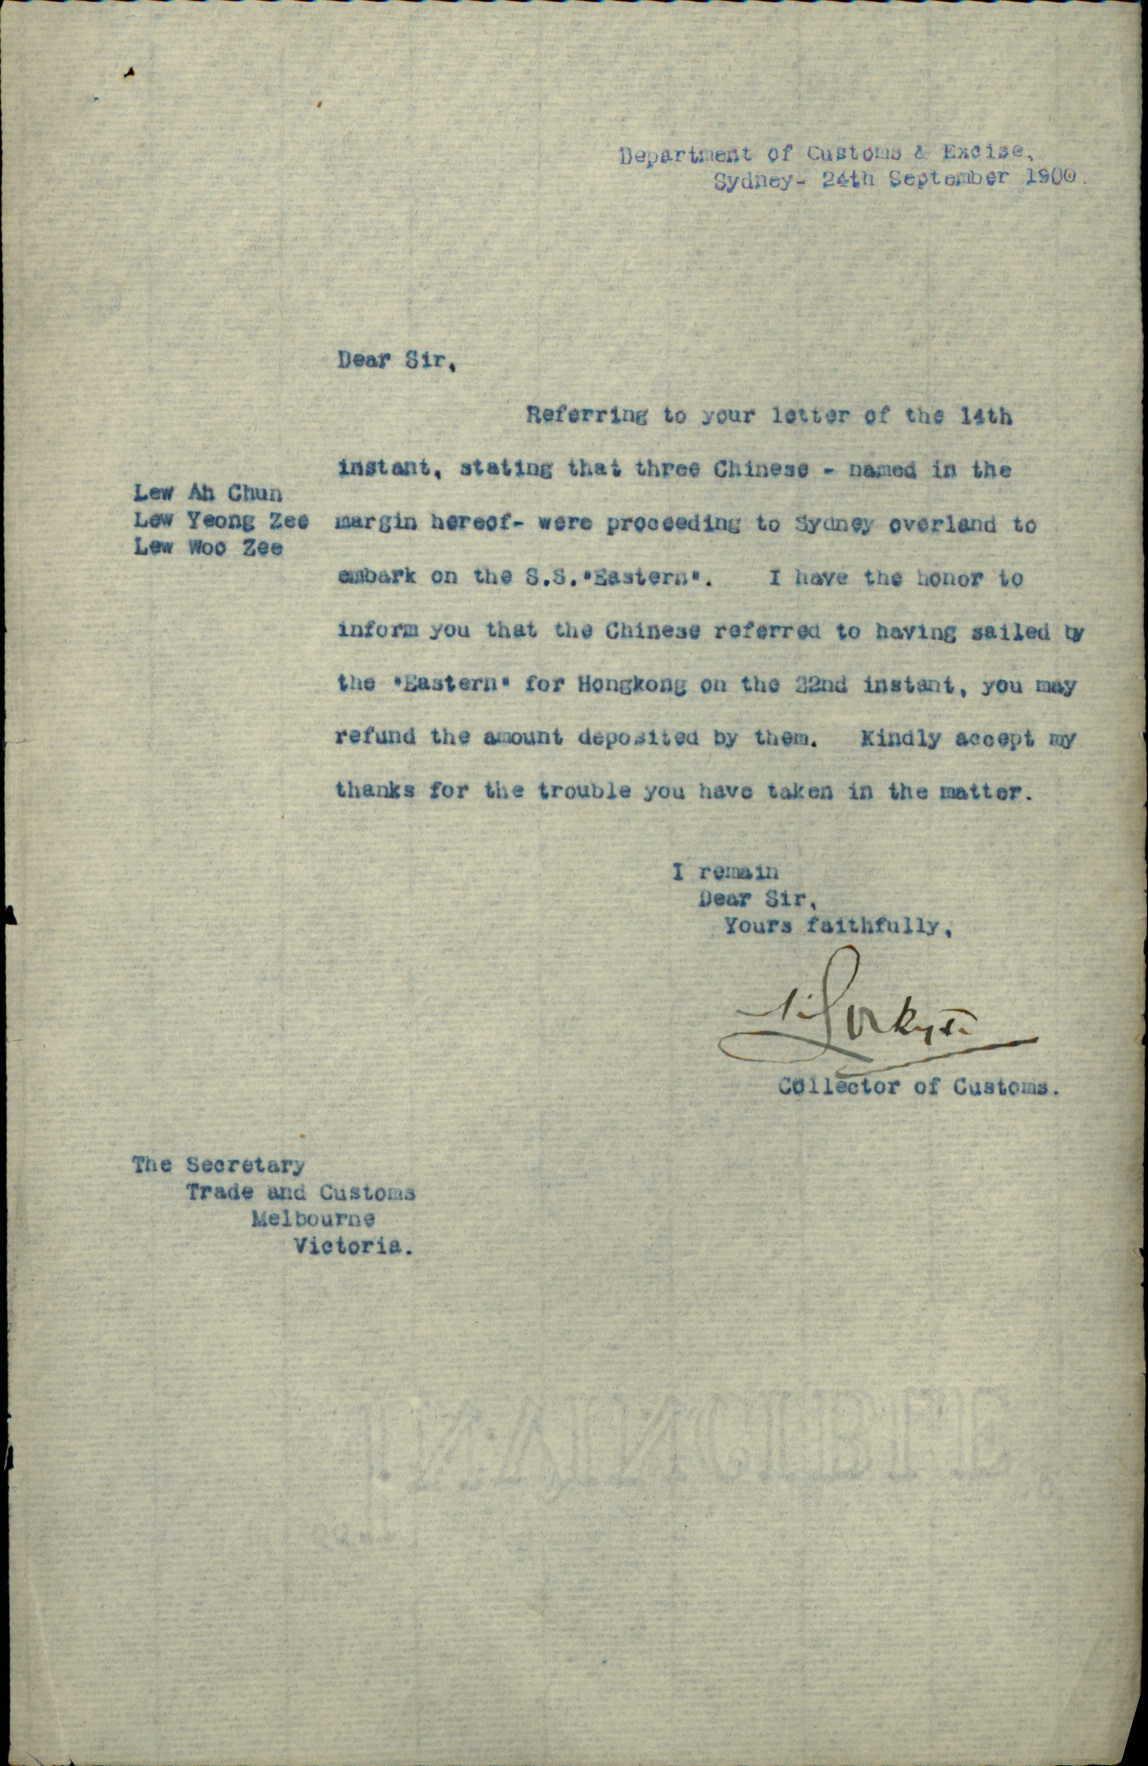 Department of Customs & Excise,
Sydney- 24th September 1900.
Dear Sir,
Referring to your letter of the 14th
instant, stating that three Chinese - named in the
Lew Ah Chun
Lew Yeong Zee
Lew Woo Zee
margin hereof- were proceeding to Sydney overland to
embark on the S.S."Eastern". I have the honor to
inform you that the Chinese referred to having sailed by
the "Eastern" for Hongkong on the 22nd instant, you may
refund the amount deposited by them. Kindly accept my
thanks for the trouble you have taken in the matter.
I remain
Dear Sir,
Yours faithfully,
Collector of Customs.
The Secretary
Trade and Customs
Melbourne
Victoria.
INVINCIBLE